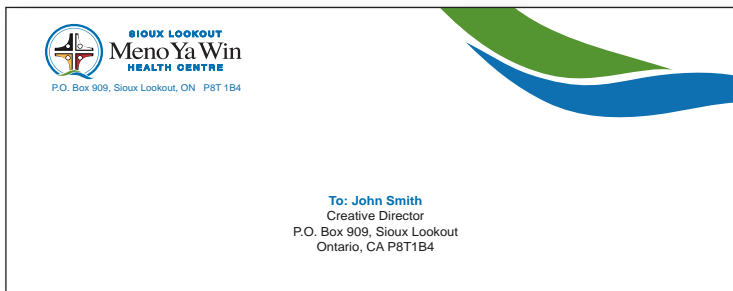 SIOUX LOOKOUT
Meno Ya Win
HEALTH CENTRE
P.O. Box 909, Sioux Lookout, ON P8T 1B4
To: John Smith
Creative Director
P.O. Box 909, Sioux Lookout
Ontario, CA P8T1B4